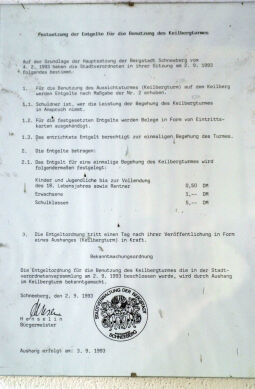 Festsetzung der Entgelte für die Benutzung des Keilbergturmes
Auf der Grundlage der Hauptsatzung der Bergstadt Schneeberg vom
4. 2. 1993 haben die Stadtverordneten in ihrer Sitzung am 2. 9. 1993
folgendes bestimmt.
1. Für die Benutzung des Aussichtsturmes (Keilbergturm) auf dem Keilberg
werden Entgelte nach Maßgabe der Nr. 2 erhoben.
1.1. Schuldner ist, wer die Leistung der Begehung des Keilbergturmes
in Anspruch nimmt.
1.2. Für die festgesetzten Entgelte werden Belege in Form von Eintritts-
karten ausgehändigt.
1.3. Das entrichtete Entgelt berechtigt zur einmaligen Begehung des Turmes.
2. Die Entgelte betragen:
2.1. Das Entgelt für eine einmalige Begehung des Keilbergturmes wird
folgendermaßen festgelegt:
Kinder und Jugendliche bis zur Vollendung
des 18. Lebensjahres sowie Rentner 0,50 DM
Erwachsene 1,-- DM
Schulklassen 5,-- DM
3. Die Entgeltordnung tritt einen Tag nach ihrer Veröffentlichung in Form
eines Aushanges (Keilbergturm) in Kraft.
Bekanntmachungsordnung
Die Entgeltordnung für die Benutzung des Keilbergturmes die in der Stadt-
verordnetenversammlung am 2. 9. 1993 beschlossen wurde, wird durch Aushang
im Keilbergturm bekanntgemacht.
Schneeberg, 2. 9. 1993
Henselin
Bürgermeister
STADTVERWALTUNG DER BERGSTADT
SCHNEEBERG
Aushang erfolgt am: 3. 9. 1993